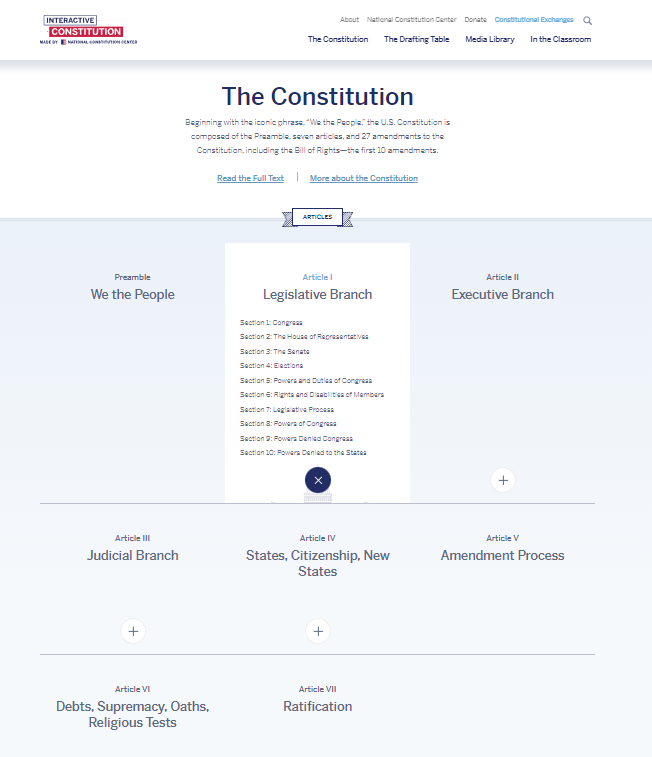 INTERACTIVE
CONSTITUTION
MADE BY NATIONAL CONSTITUTION CENTER
About National Constitution Center Donate Constitutional Exchanges
The Constitution The Drafting Table Media Library In the Classroom
The Constitution
Beginning with the iconic phrase, "We the People," the U.S. Constitution is
composed of the Preamble, seven articles, and 27 amendments to the
Constitution, including the Bill of Rights—the first 10 amendments.
Read the Full Text | More about the Constitution
ARTICLES
Preamble
We the People
Article I
Legislative Branch
Section 1: Congress
Section 2: The House of Representatives
Section 3: The Senate
Section 4: Elections
Section 5: Powers and Duties of Congress
Section 6: Rights and Disabilities of Members
Section 7: Legislative Process
Section 8: Powers of Congress
Section 9: Powers Denied Congress
Section 10: Powers Denied to the States
Article II
Executive Branch
Article III
Judicial Branch
Article IV
States, Citizenship, New
States
Article V
Amendment Process
Article VI
Debts, Supremacy, Oaths,
Religious Tests
Article VII
Ratification